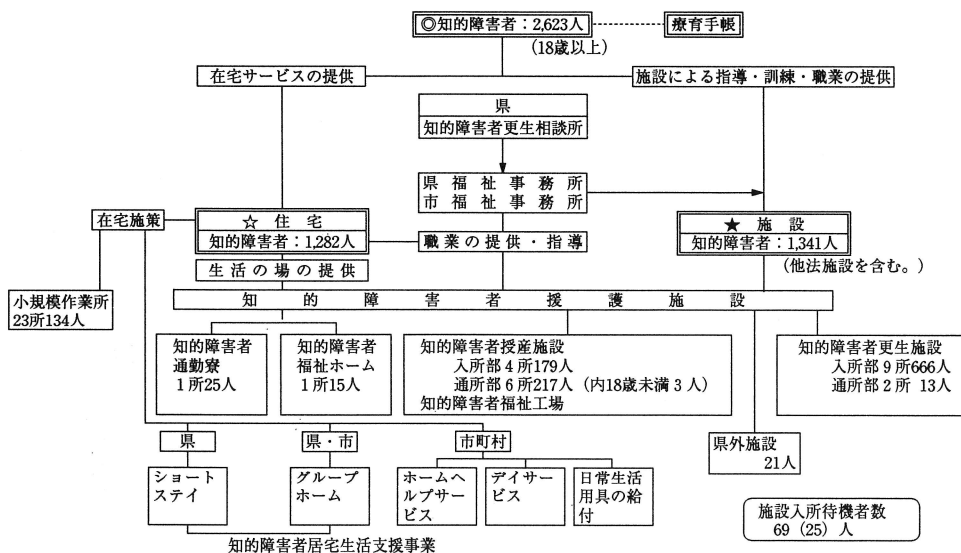 ◎知的障害者：2,623人
療育手帳
(18歳以上)
在宅サービスの提供
施設による指導・訓練・職業の提供
県
知的障害者更生相談所
県福祉事務所
市福祉事務所
在宅施策
☆住宅
知的障害者：1,282人
職業の提供・指導
★施設
知的障害者：1,341人
(他法施設を含む。)
生活の場の提供
知的障害者援護施設
小規模作業所
23所134人
知的障害者
通勤寮
1所25人
知的障害者
福祉ホーム
1所15人
知的障害者授産施設
入所部4所179人
通所部6所217人（内18歳未満3人）
知的障害者福祉工場
知的障害者更生施設
入所部9所666人
通所部2所 13人
県
県・市
市町村
県外施設
21人
ショート
ステイ
グループ
ホーム
ホームヘ
ルプサー
ビス
デイサー
ビス
日常生活
用具の給
付
施設入所待機者数
69（25）人
知的障害者居宅生活支援事業